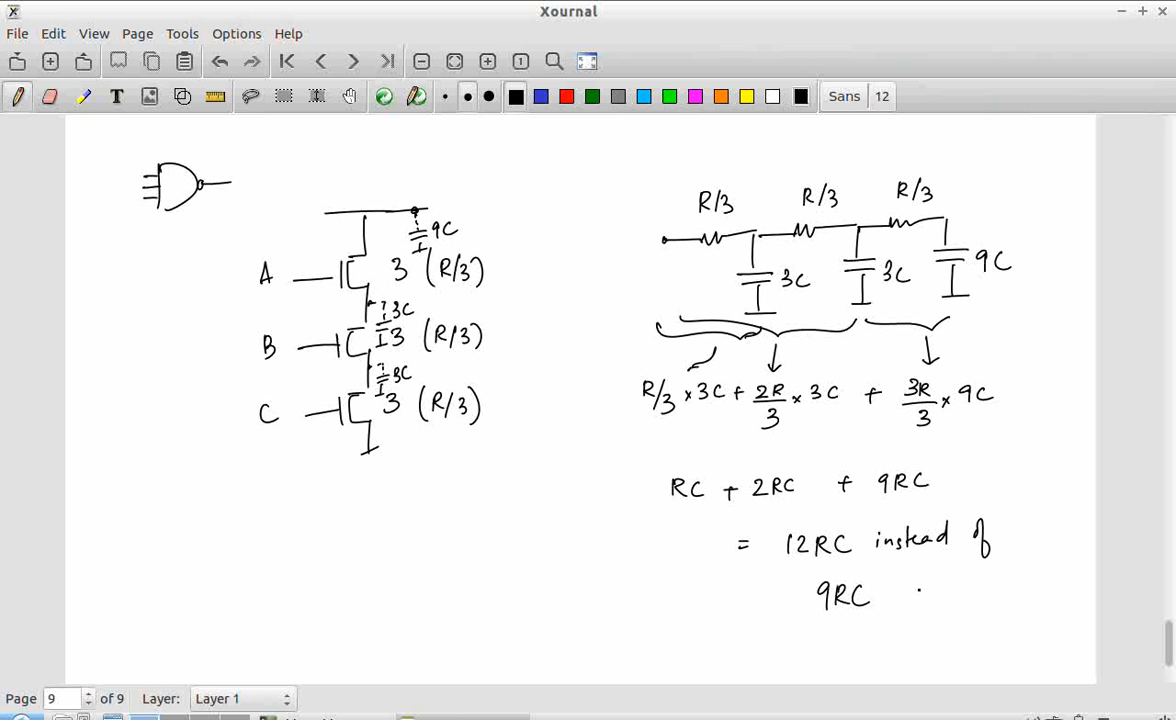 Xournal
File Edit View Page Tools Options Help
Sans 12
9C
A 3 (R/3)
3C
B 3 (R/3)
3C
C 3 (R/3)
R/3 R/3 R/3
3C 3C 9C
R/3 × 3C + 2R/3 × 3C + 3R/3 × 9C
RC + 2RC + 9RC
= 12RC instead of
9RC
Page 9 of 9 Layer: Layer 1